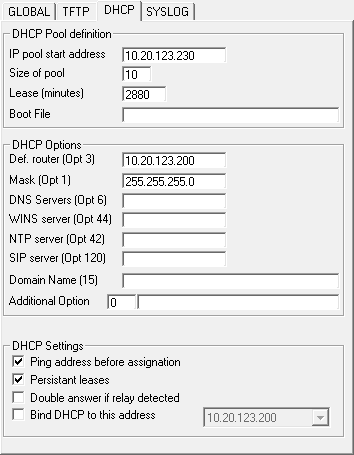 GLOBAL TFTP DHCP SYSLOG
DHCP Pool definition
IP pool start address 10.20.123.230
Size of pool 10
Lease (minutes) 2880
Boot File
DHCP Options
Def. router (Opt 3) 10.20.123.200
Mask (Opt 1) 255.255.255.0
DNS Servers (Opt 6)
WINS server (Opt 44)
NTP server (Opt 42)
SIP server (Opt 120)
Domain Name (15)
Additional Option 0
DHCP Settings
Ping address before assignation
Persistant leases
Double answer if relay detected
Bind DHCP to this address 10.20.123.200